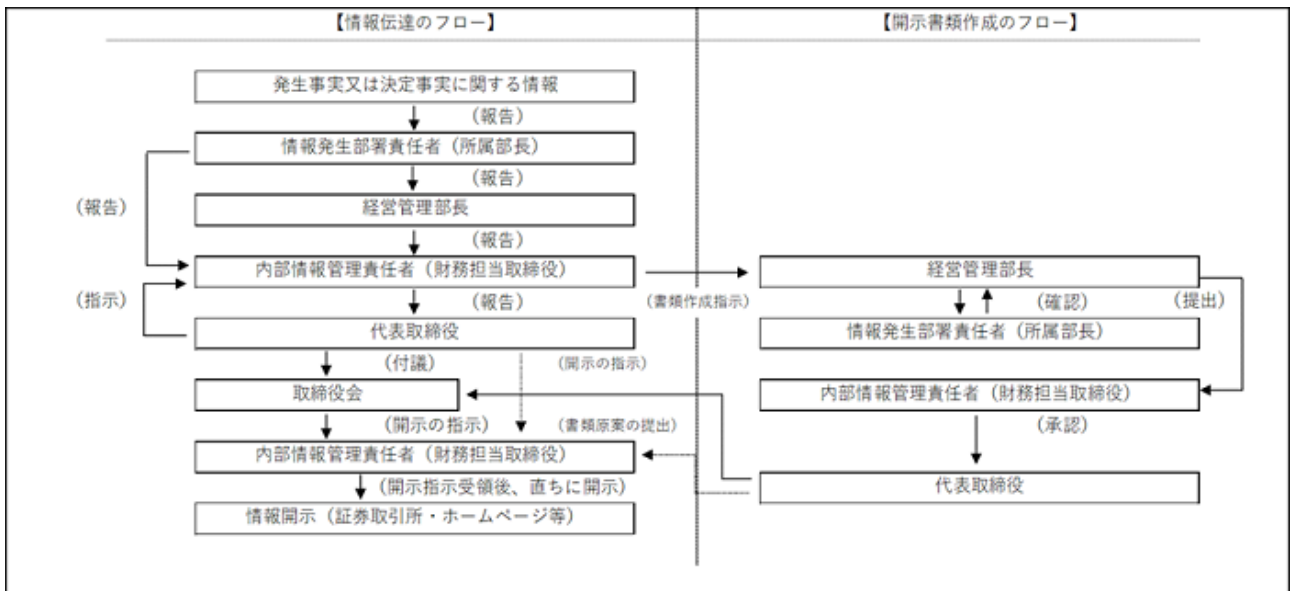 【情報伝達のフロー】
発生事実又は決定事実に関する情報
(報告)
情報発生部署責任者（所属部長）
(報告)
経営管理部長
(報告)
(報告)
内部情報管理責任者（財務担当取締役）
(指示)
(報告)
代表取締役
(付議)
(開示の指示)
取締役会
(開示の指示)
(書類原案の提出)
内部情報管理責任者（財務担当取締役）
(開示指示受領後、直ちに開示)
情報開示（証券取引所・ホームページ等）
【開示書類作成のフロー】
(書類作成指示)
経営管理部長
(確認)
(提出)
情報発生部署責任者（所属部長）
内部情報管理責任者（財務担当取締役）
(承認)
代表取締役